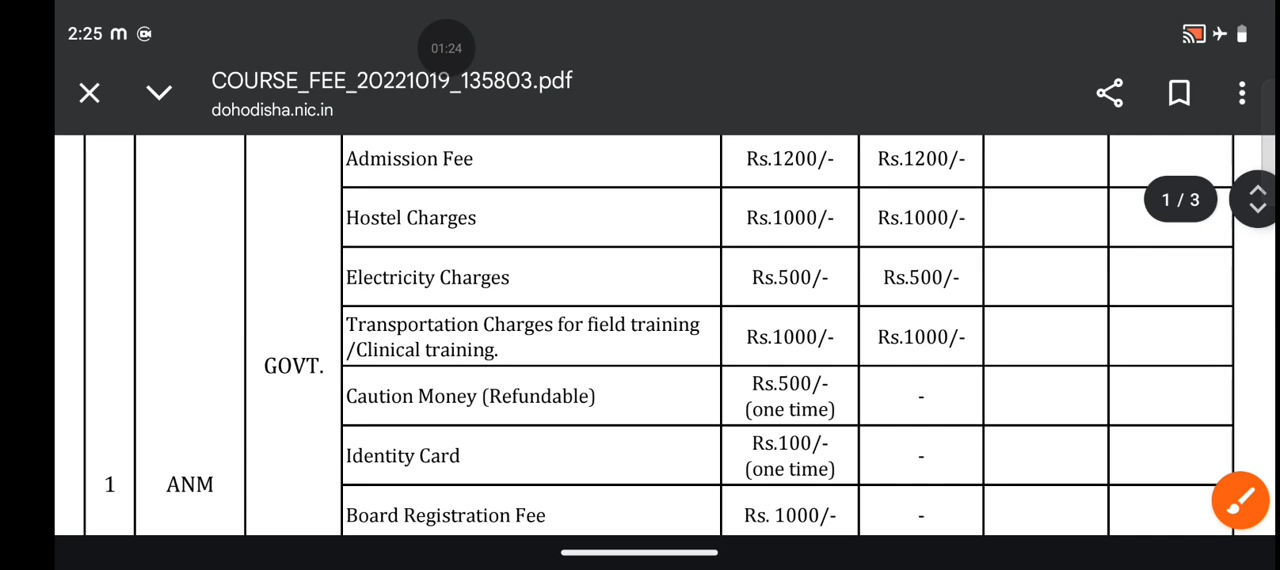 2:25 m
01:24
COURSE_FEE_20221019_135803.pdf
dohodisha.nic.in
1 / 3
Admission Fee Rs.1200/- Rs.1200/-
Hostel Charges Rs.1000/- Rs.1000/-
Electricity Charges Rs.500/- Rs.500/-
Transportation Charges for field training
/Clinical training. Rs.1000/- Rs.1000/-
GOVT.
Caution Money (Refundable) Rs.500/-
(one time) -
Identity Card Rs.100/-
(one time) -
1 ANM
Board Registration Fee Rs. 1000/- -